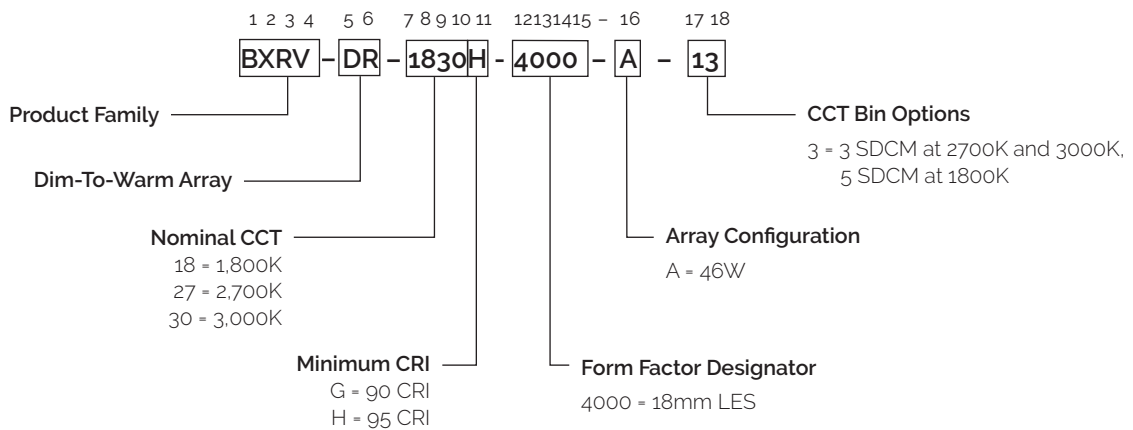 1 2 3 4 5 6 7 8 9 10 11 12131415 – 16 17 18
BXRV – DR – 1830H - 4000 – A – 13
Product Family
CCT Bin Options
3 = 3 SDCM at 2700K and 3000K,
5 SDCM at 1800K
Dim-To-Warm Array
Nominal CCT
18 = 1,800K
27 = 2,700K
30 = 3,000K
Array Configuration
A = 46W
Minimum CRI
G = 90 CRI
H = 95 CRI
Form Factor Designator
4000 = 18mm LES